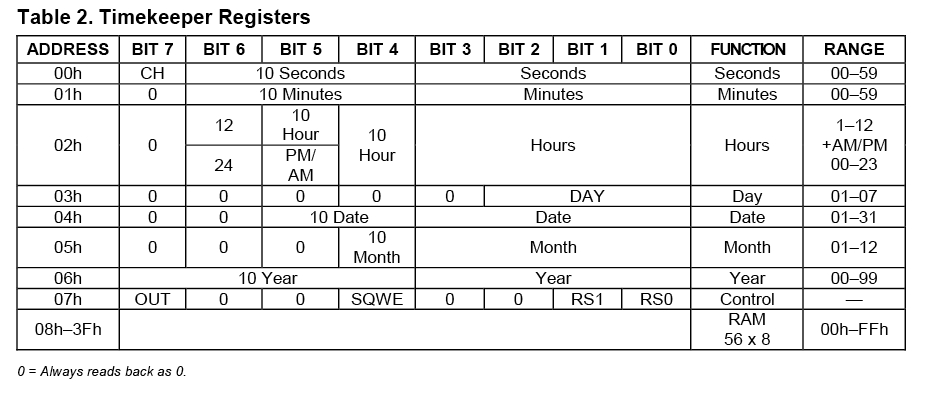 Table 2. Timekeeper Registers
ADDRESS BIT 7 BIT 6 BIT 5 BIT 4 BIT 3 BIT 2 BIT 1 BIT 0 FUNCTION RANGE
00h CH 10 Seconds Seconds Seconds 00–59
01h 0 10 Minutes Minutes Minutes 00–59
02h 0 12 10 Hour 10 Hour Hours Hours 1–12 +AM/PM 00–23
24 PM/ AM
03h 0 0 0 0 0 DAY Day 01–07
04h 0 0 10 Date Date Date 01–31
05h 0 0 0 10 Month Month Month 01–12
06h 10 Year Year Year 00–99
07h OUT 0 0 SQWE 0 0 RS1 RS0 Control —
08h–3Fh RAM 56 x 8 00h–FFh
0 = Always reads back as 0.